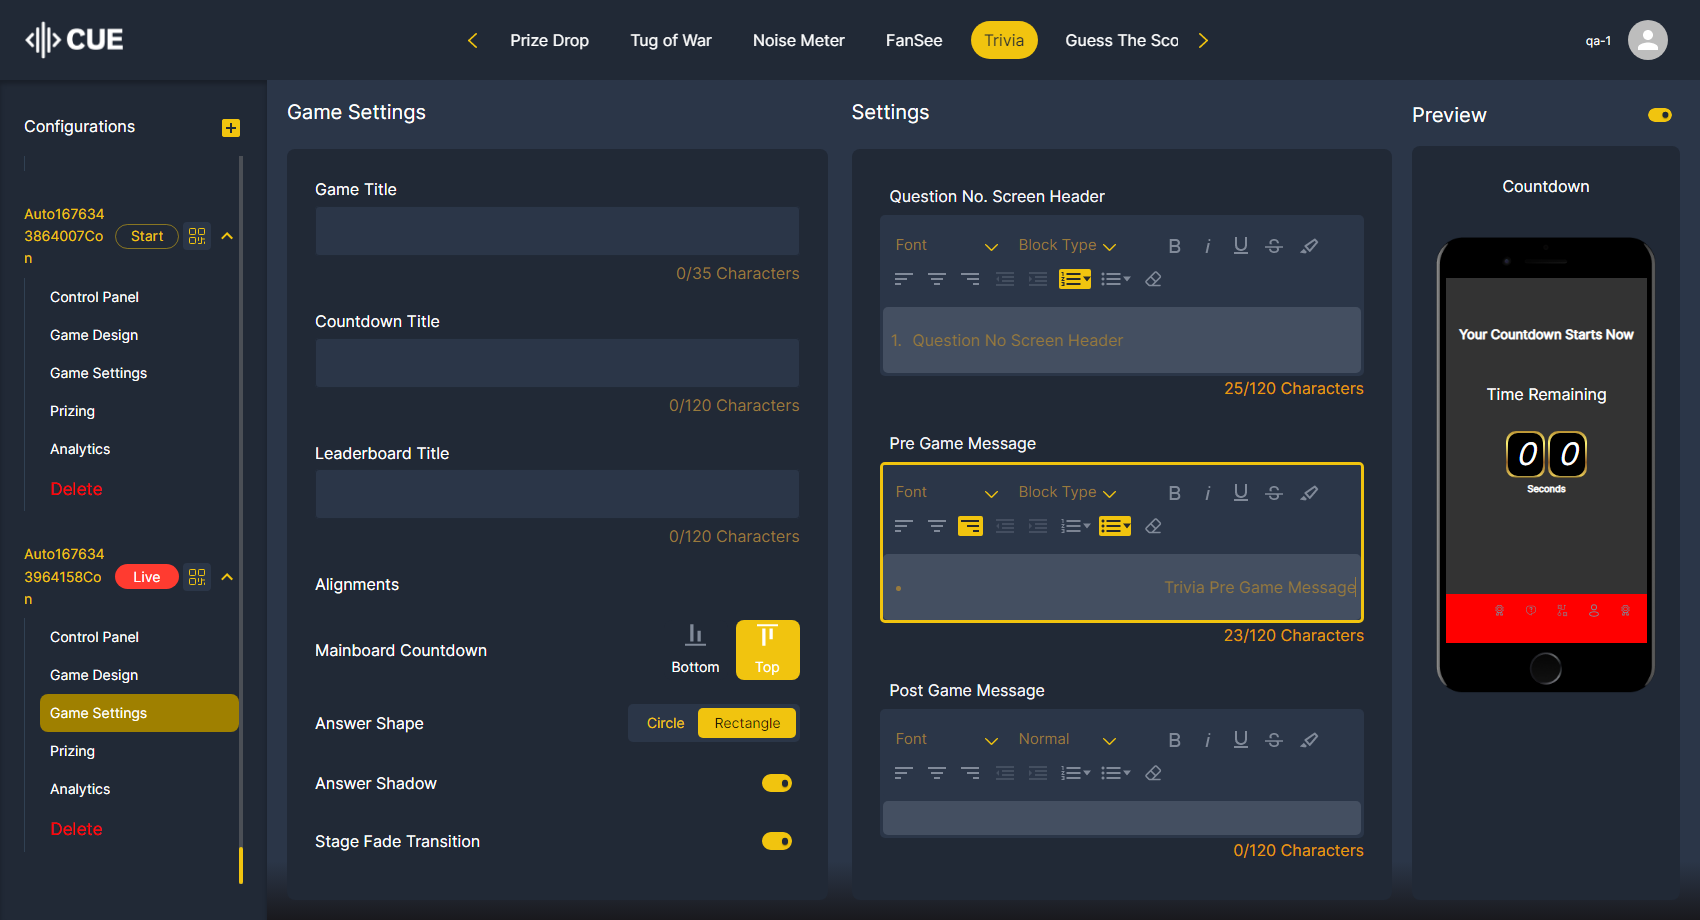 CUE
Prize Drop
Tug of War
Noise Meter
FanSee
Trivia
Guess The Sco
qa-1
Configurations
Auto167634
3864007Co
n
Start
Control Panel
Game Design
Game Settings
Prizing
Analytics
Delete
Auto167634
3964158Co
n
Live
Control Panel
Game Design
Game Settings
Prizing
Analytics
Delete
Game Settings
Game Title
0/35 Characters
Countdown Title
0/120 Characters
Leaderboard Title
0/120 Characters
Alignments
Mainboard Countdown
Bottom
Top
Answer Shape
Circle
Rectangle
Answer Shadow
Stage Fade Transition
Settings
Question No. Screen Header
Font
Block Type
B i U S
1. Question No Screen Header
25/120 Characters
Pre Game Message
Font
Block Type
B i U S
• Trivia Pre Game Message
23/120 Characters
Post Game Message
Font
Normal
B i U S
0/120 Characters
Preview
Countdown
Your Countdown Starts Now
Time Remaining
0 0
Seconds